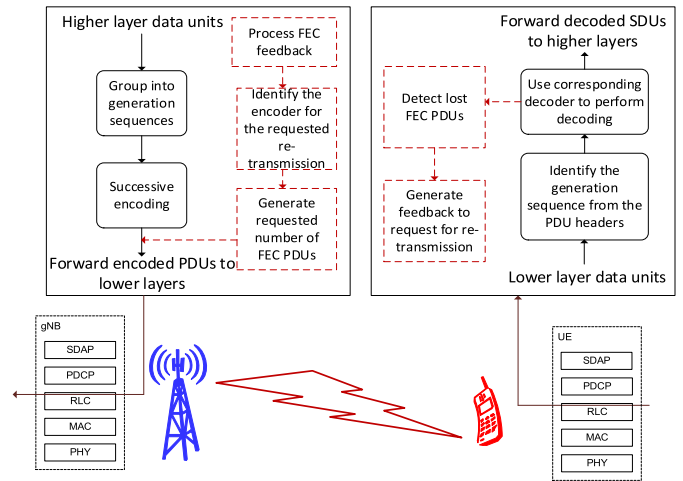 Higher layer data units
Group into
generation
sequences
Successive
encoding
Forward encoded PDUs to
lower layers
Process FEC
feedback
Identify the
encoder for
the requested
re-
transmission
Generate
requested
number of
FEC PDUs
Forward decoded SDUs
to higher layers
Use corresponding
decoder to perform
decoding
Detect lost
FEC PDUs
Generate
feedback to
request for re-
transmission
Identify the
generation
sequence from the
PDU headers
Lower layer data units
gNB
SDAP
PDCP
RLC
MAC
PHY
UE
SDAP
PDCP
RLC
MAC
PHY